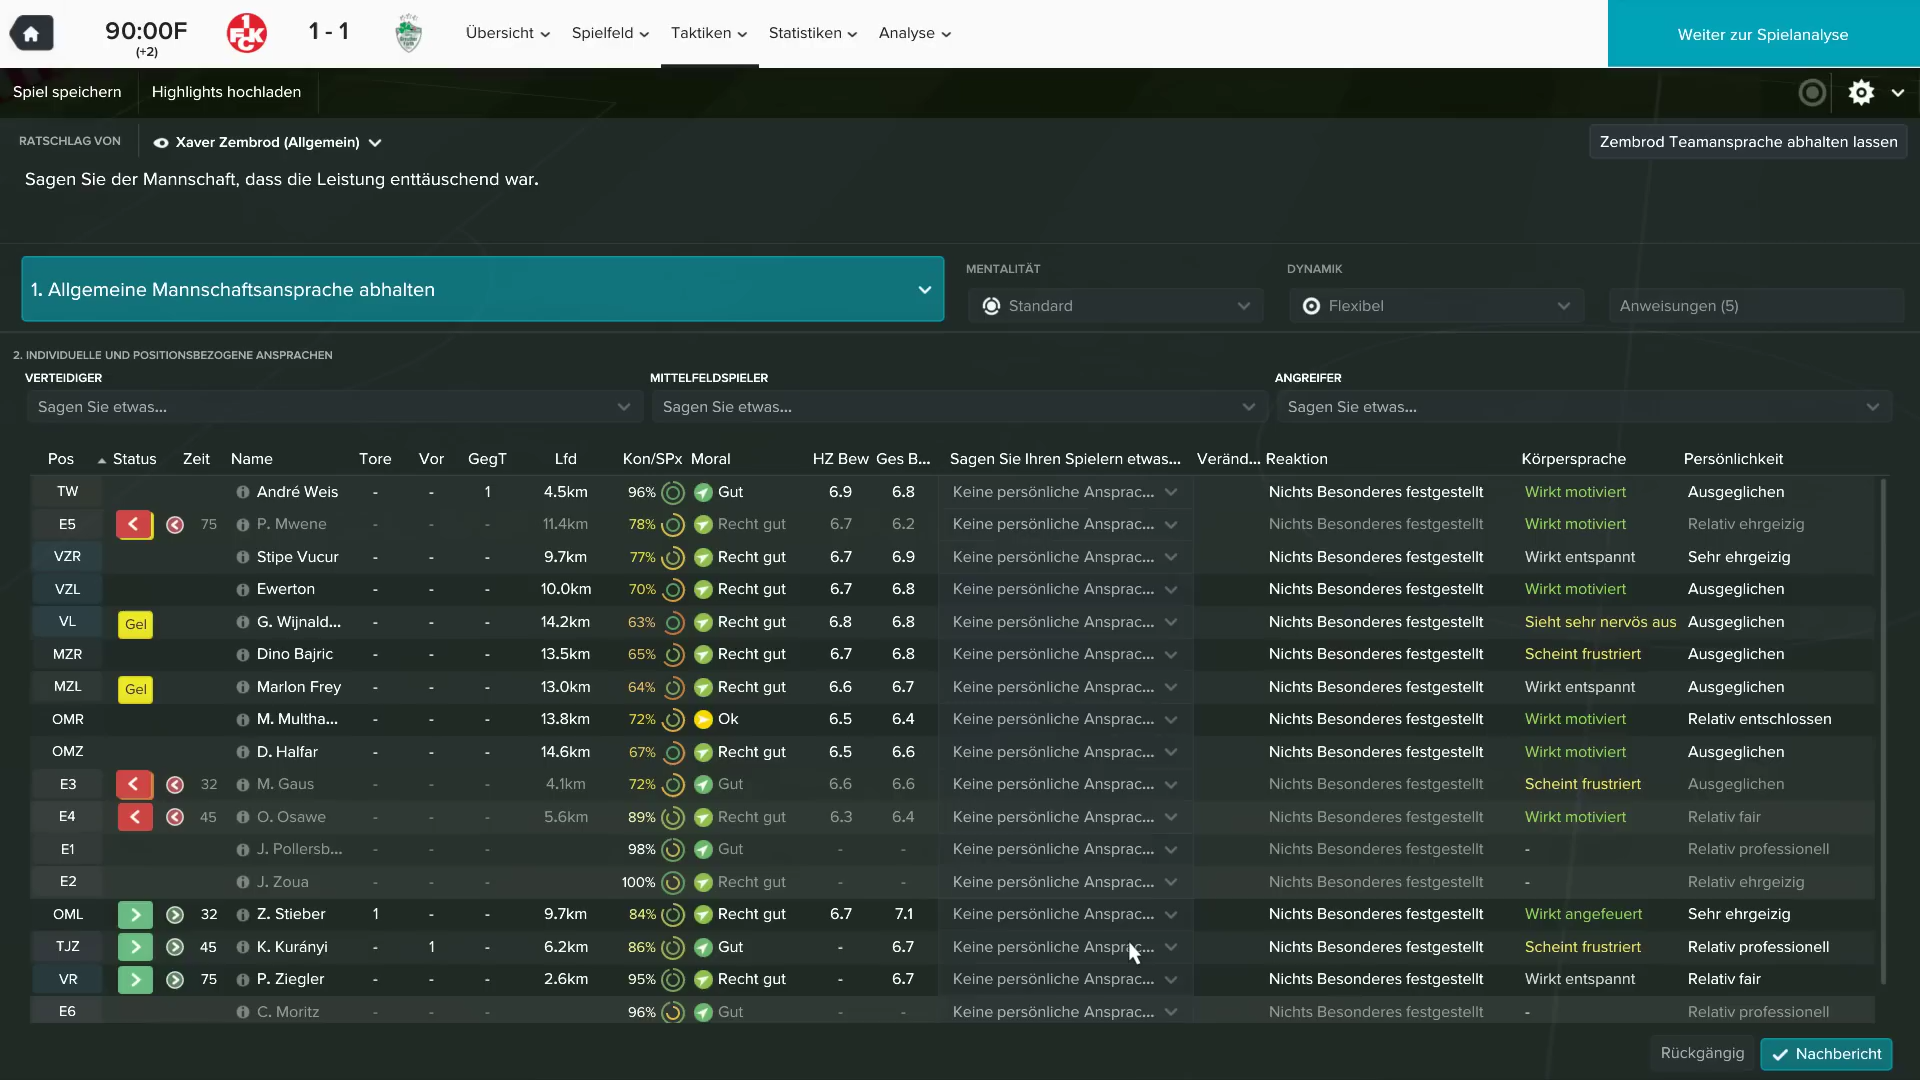 90:00F
(+2)
FCK
1 - 1
Übersicht Spielfeld Taktiken Statistiken Analyse
Weiter zur Spielanalyse
Spiel speichern Highlights hochladen
RATSCHLAG VON Xaver Zembrod (Allgemein) Zembrod Teamansprache abhalten lassen
Sagen Sie der Mannschaft, dass die Leistung enttäuschend war.
1. Allgemeine Mannschaftsansprache abhalten
MENTALITÄT DYNAMIK
Standard Flexibel Anweisungen (5)
2. INDIVIDUELLE UND POSITIONSBEZOGENE ANSPRACHEN
VERTEIDIGER MITTELFELDSPIELER ANGREIFER
Sagen Sie etwas... Sagen Sie etwas... Sagen Sie etwas...
Pos Status Zeit Name Tore Vor GegT Lfd Kon/SPx Moral HZ Bew Ges B... Sagen Sie Ihren Spielern etwas... Veränd... Reaktion Körpersprache Persönlichkeit
TW André Weis - - 1 4.5km 96% Gut 6.9 6.8 Keine persönliche Ansprac... Nichts Besonderes festgestellt Wirkt motiviert Ausgeglichen
E5 75 P. Mwene - - - 11.4km 78% Recht gut 6.7 6.2 Keine persönliche Ansprac... Nichts Besonderes festgestellt Wirkt motiviert Relativ ehrgeizig
VZR Stipe Vucur - - - 9.7km 77% Recht gut 6.7 6.9 Keine persönliche Ansprac... Nichts Besonderes festgestellt Wirkt entspannt Sehr ehrgeizig
VZL Ewerton - - - 10.0km 70% Recht gut 6.7 6.8 Keine persönliche Ansprac... Nichts Besonderes festgestellt Wirkt motiviert Ausgeglichen
VL Gel G. Wijnald... - - - 14.2km 63% Recht gut 6.8 6.8 Keine persönliche Ansprac... Nichts Besonderes festgestellt Sieht sehr nervös aus Ausgeglichen
MZR Dino Bajric - - - 13.5km 65% Recht gut 6.7 6.8 Keine persönliche Ansprac... Nichts Besonderes festgestellt Scheint frustriert Ausgeglichen
MZL Gel Marlon Frey - - - 13.0km 64% Recht gut 6.6 6.7 Keine persönliche Ansprac... Nichts Besonderes festgestellt Wirkt entspannt Ausgeglichen
OMR M. Multha... - - - 13.8km 72% Ok 6.5 6.4 Keine persönliche Ansprac... Nichts Besonderes festgestellt Wirkt motiviert Relativ entschlossen
OMZ D. Halfar - - - 14.6km 67% Recht gut 6.5 6.6 Keine persönliche Ansprac... Nichts Besonderes festgestellt Wirkt motiviert Ausgeglichen
E3 32 M. Gaus - - - 4.1km 72% Gut 6.6 6.6 Keine persönliche Ansprac... Nichts Besonderes festgestellt Scheint frustriert Ausgeglichen
E4 45 O. Osawe - - - 5.6km 89% Recht gut 6.3 6.4 Keine persönliche Ansprac... Nichts Besonderes festgestellt Wirkt motiviert Relativ fair
E1 J. Pollersb... - - - 98% Gut - - Keine persönliche Ansprac... Nichts Besonderes festgestellt - Relativ professionell
E2 J. Zoua - - - 100% Recht gut - - Keine persönliche Ansprac... Nichts Besonderes festgestellt - Relativ ehrgeizig
OML 32 Z. Stieber 1 - - 9.7km 84% Recht gut 6.7 7.1 Keine persönliche Ansprac... Nichts Besonderes festgestellt Wirkt angefeuert Sehr ehrgeizig
TJZ 45 K. Kurányi - 1 - 6.2km 86% Gut - 6.7 Keine persönliche Ansprac... Nichts Besonderes festgestellt Scheint frustriert Relativ professionell
VR 75 P. Ziegler - - - 2.6km 95% Recht gut - 6.7 Keine persönliche Ansprac... Nichts Besonderes festgestellt Wirkt entspannt Relativ fair
E6 C. Moritz - - - 96% Gut - - Keine persönliche Ansprac... Nichts Besonderes festgestellt - Relativ professionell
Rückgängig Nachbericht